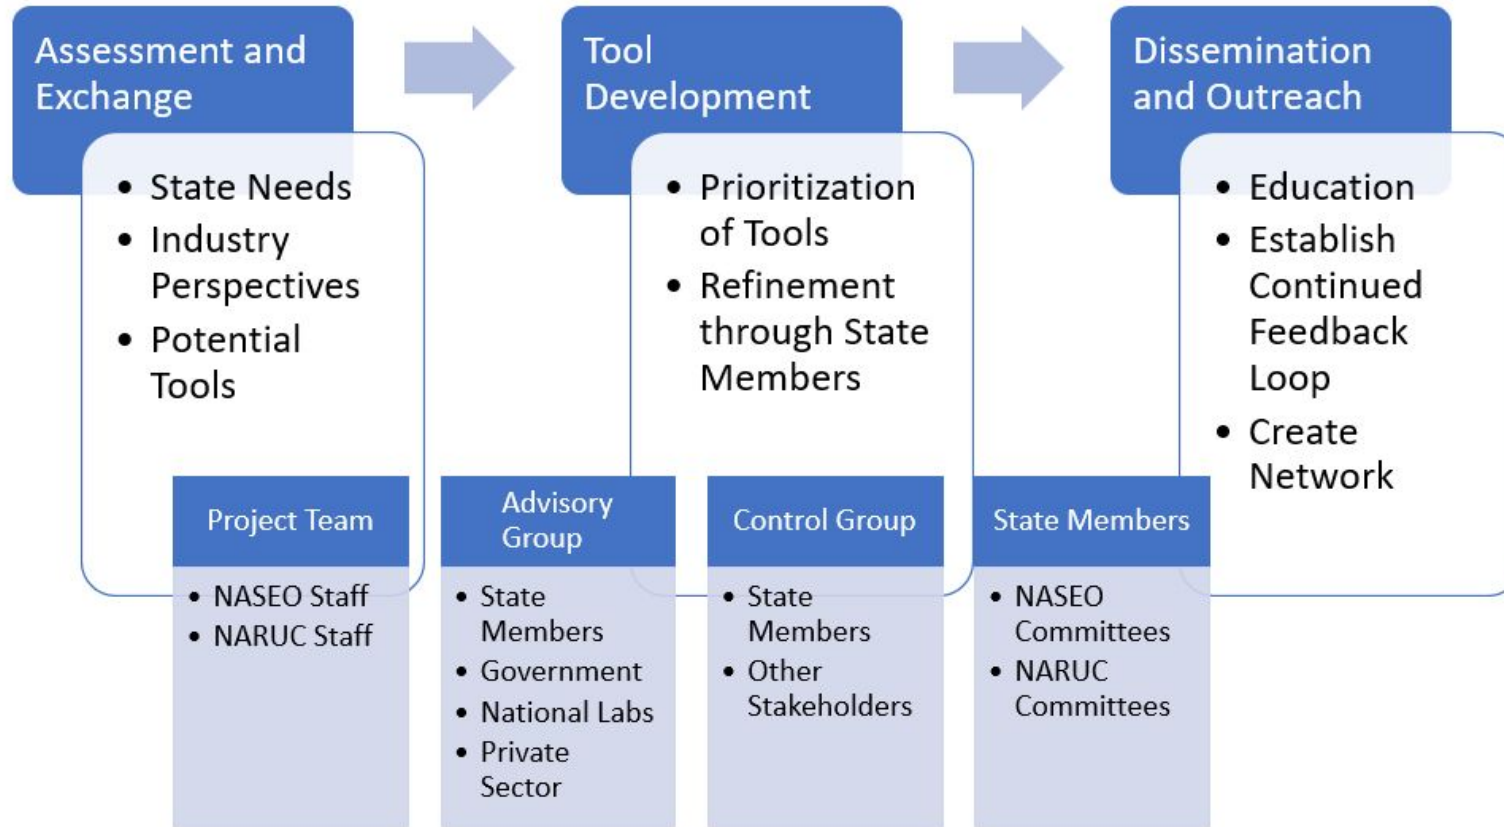 Assessment and
Exchange
• State Needs
• Industry
Perspectives
• Potential
Tools
Tool
Development
• Prioritization
of Tools
• Refinement
through State
Members
Dissemination
and Outreach
• Education
• Establish
Continued
Feedback
Loop
• Create
Network
Project Team
• NASEO Staff
• NARUC Staff
Advisory
Group
• State
Members
• Government
• National Labs
• Private
Sector
Control Group
• State
Members
• Other
Stakeholders
State Members
• NASEO
Committees
• NARUC
Committees